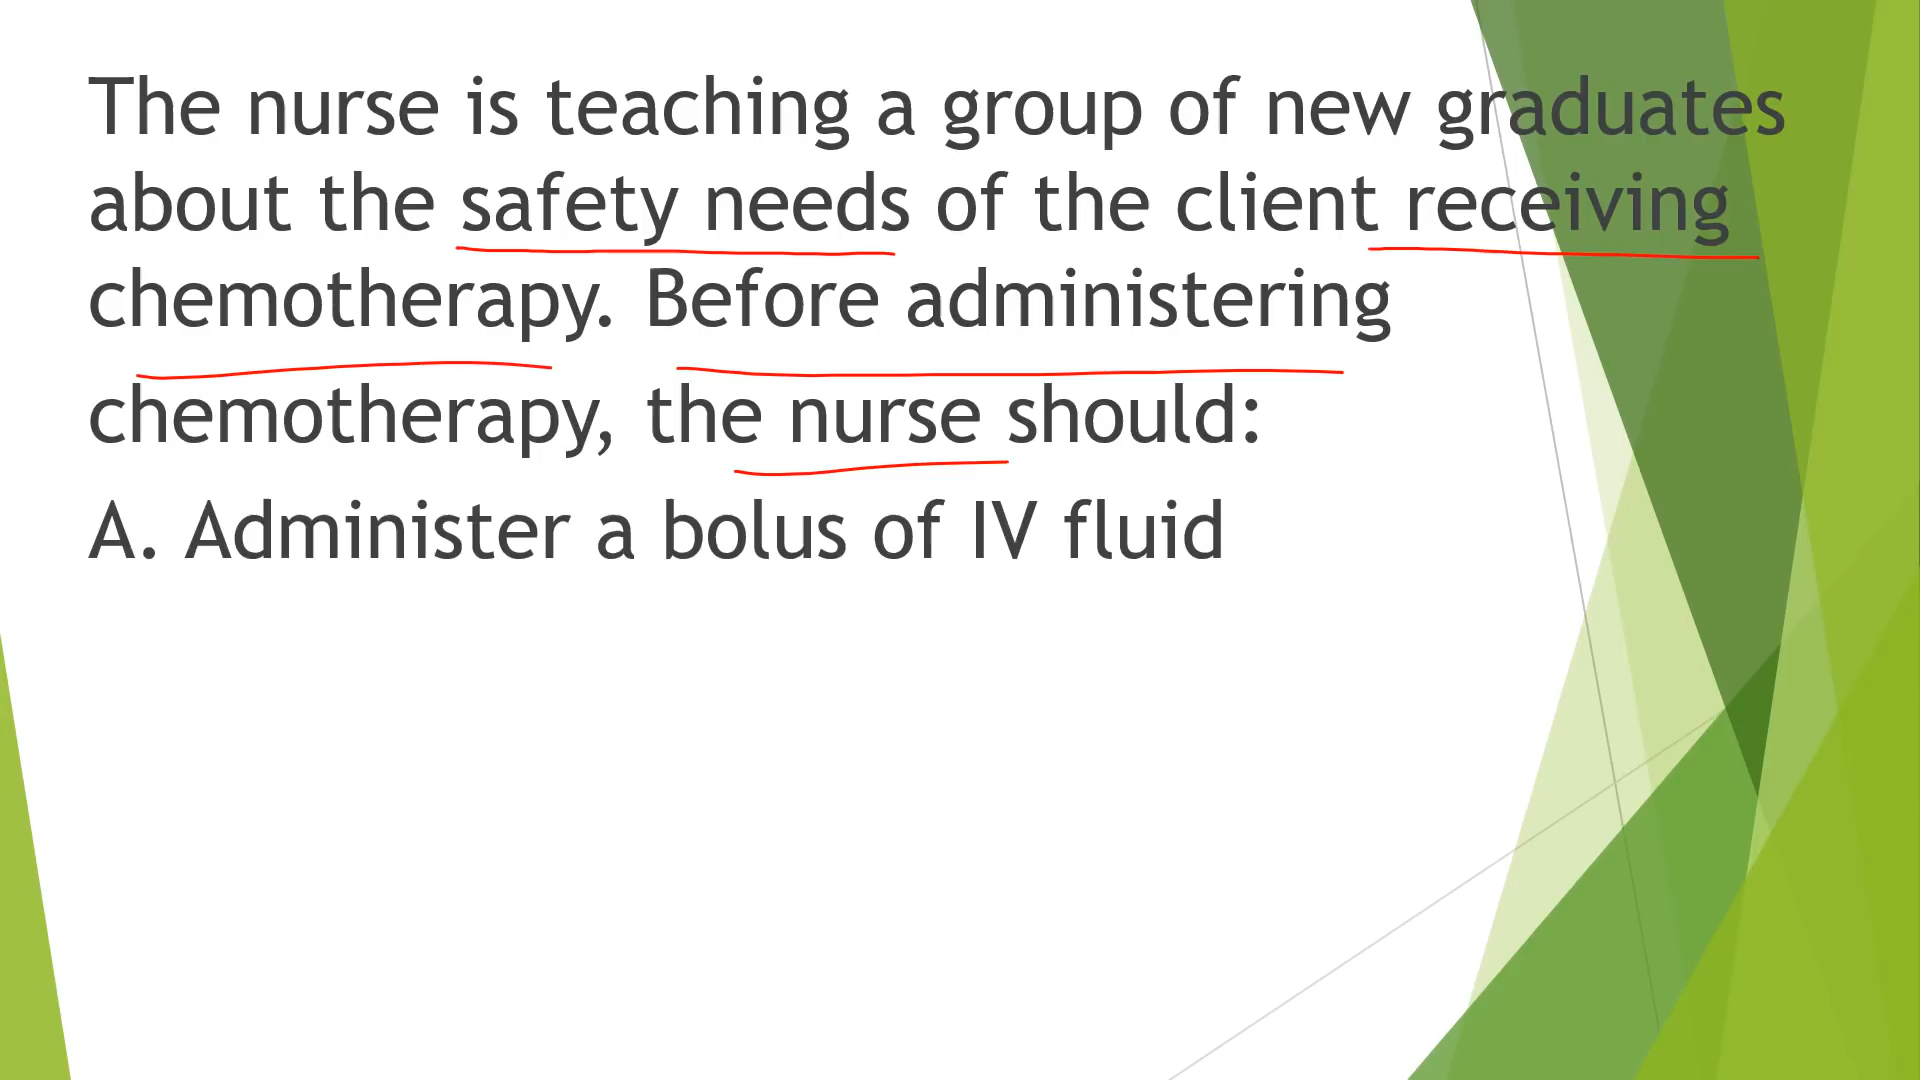 The nurse is teaching a group of new graduates
about the safety needs of the client receiving
chemotherapy. Before administering
chemotherapy, the nurse should:
A. Administer a bolus of IV fluid